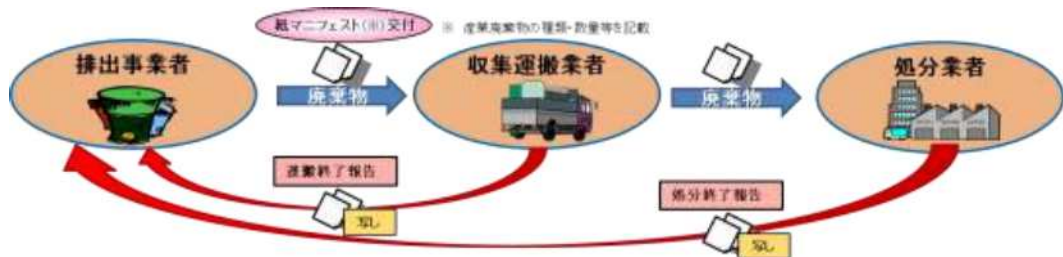 紙マニフェスト(※)交付
※ 産業廃棄物の種類・数量等を記載
排出事業者
収集運搬業者
処分業者
廃棄物
廃棄物
運搬終了報告
写し
処分終了報告
写し